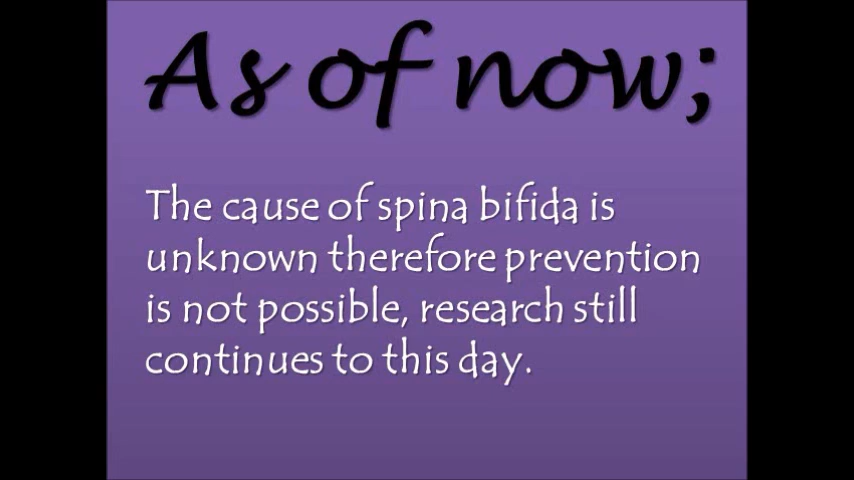 As of now;
The cause of spina bifida is
unknown therefore prevention
is not possible, research still
continues to this day.